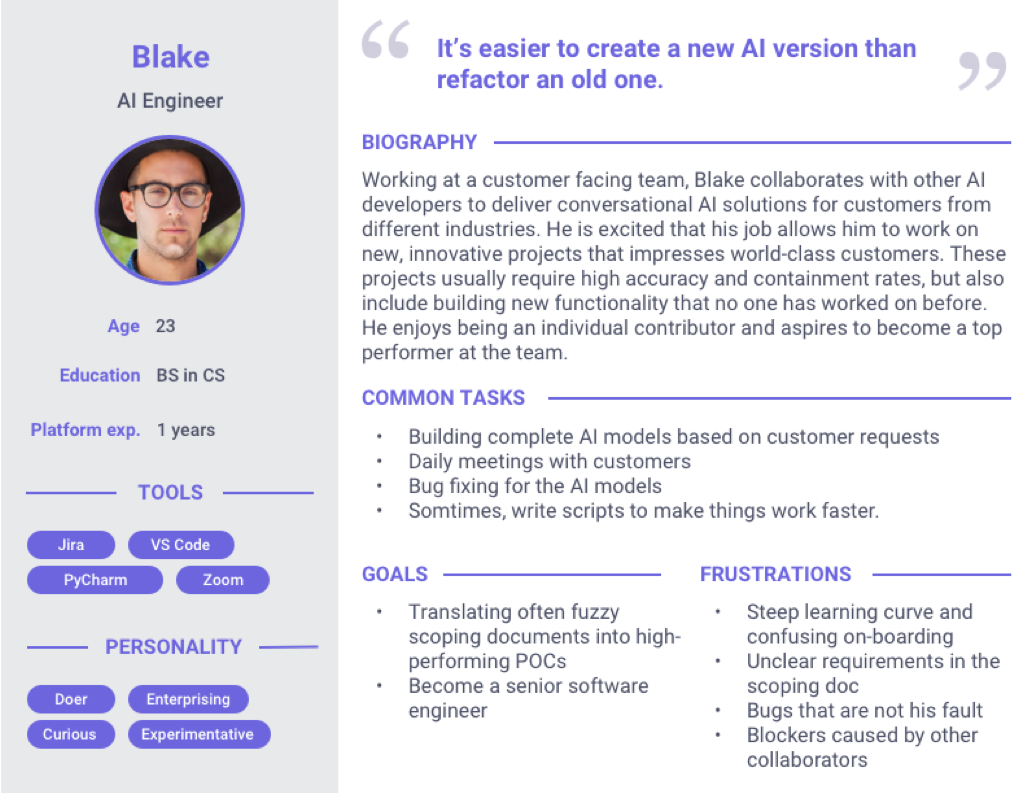 Blake
AI Engineer
Age 23
Education BS in CS
Platform exp. 1 years
TOOLS
Jira
VS Code
PyCharm
Zoom
PERSONALITY
Doer
Enterprising
Curious
Experimentative
“
It’s easier to create a new AI version than
refactor an old one.
”
BIOGRAPHY
Working at a customer facing team, Blake collaborates with other AI
developers to deliver conversational AI solutions for customers from
different industries. He is excited that his job allows him to work on
new, innovative projects that impresses world-class customers. These
projects usually require high accuracy and containment rates, but also
include building new functionality that no one has worked on before.
He enjoys being an individual contributor and aspires to become a top
performer at the team.
COMMON TASKS
• Building complete AI models based on customer requests
• Daily meetings with customers
• Bug fixing for the AI models
• Somtimes, write scripts to make things work faster.
GOALS
• Translating often fuzzy
scoping documents into high-
performing POCs
• Become a senior software
engineer
FRUSTRATIONS
• Steep learning curve and
confusing on-boarding
• Unclear requirements in the
scoping doc
• Bugs that are not his fault
• Blockers caused by other
collaborators